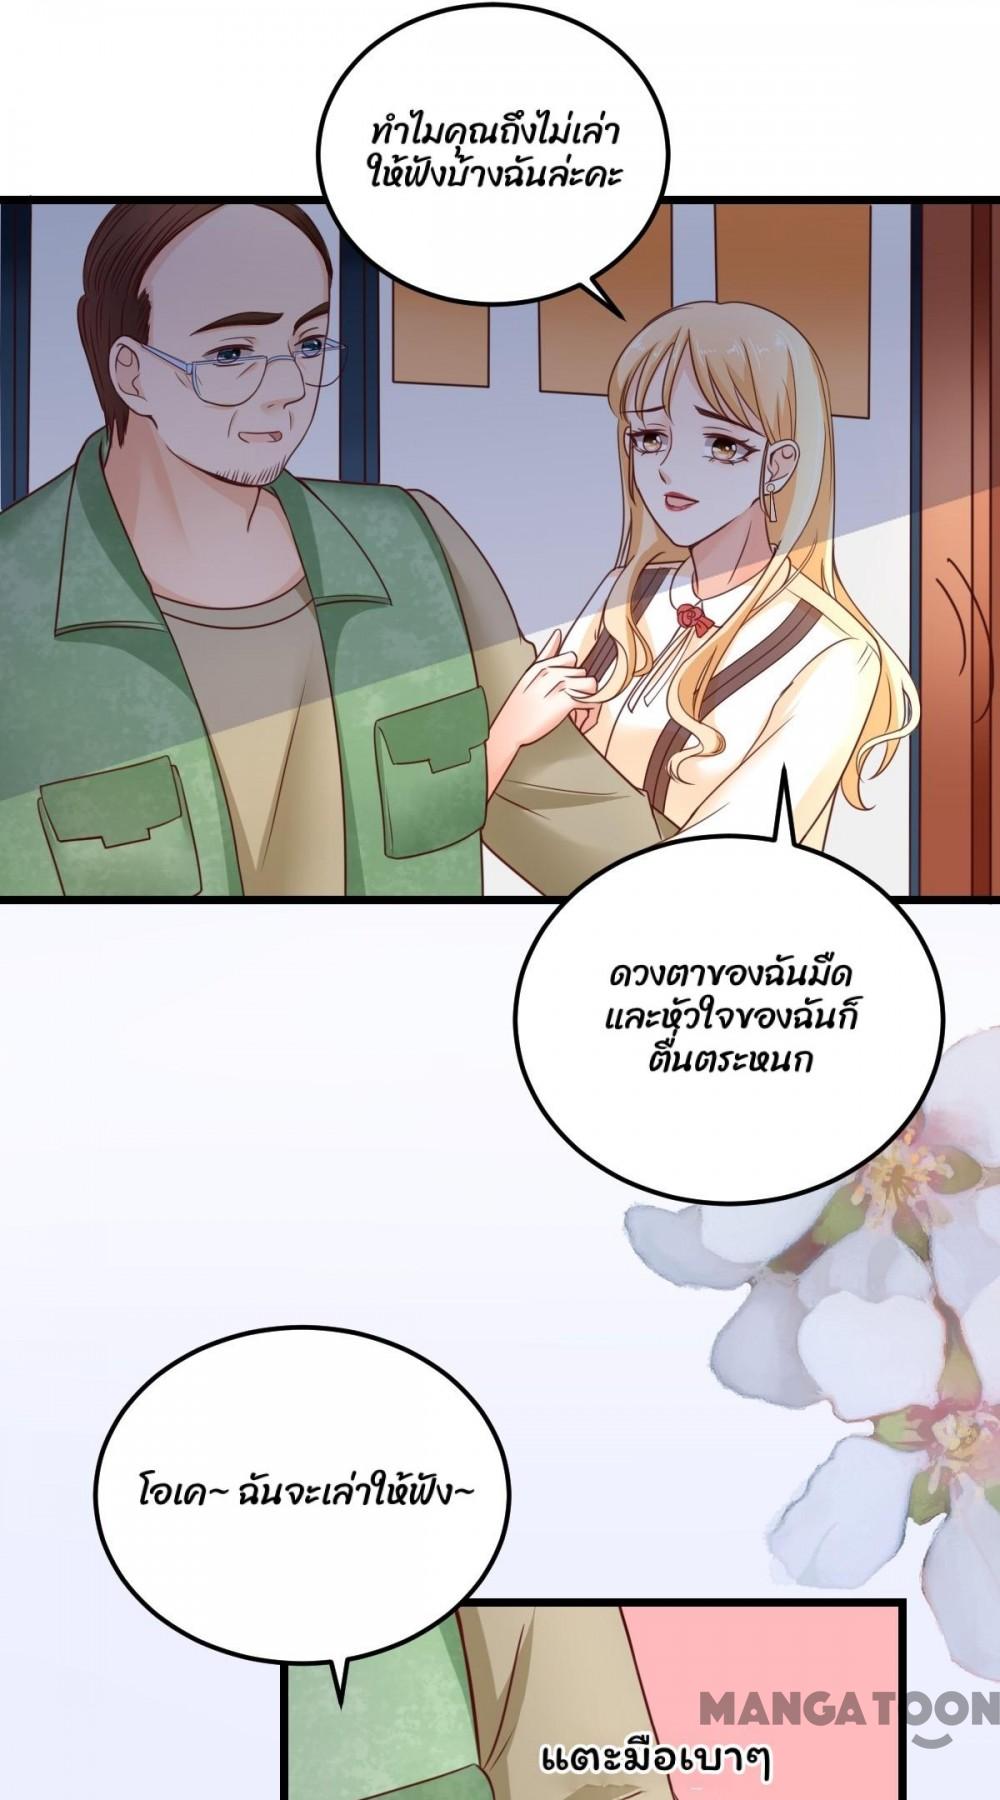 ทำไมคุณถึงไม่เล่า
ให้ฟังบ้างฉันล่ะคะ
ดวงตาของฉันมืด
และหัวใจของฉันก็
ตื่นตระหนก
โอเค~ ฉันจะเล่าให้ฟัง~
MANGATOON
แตะมือเบาๆ